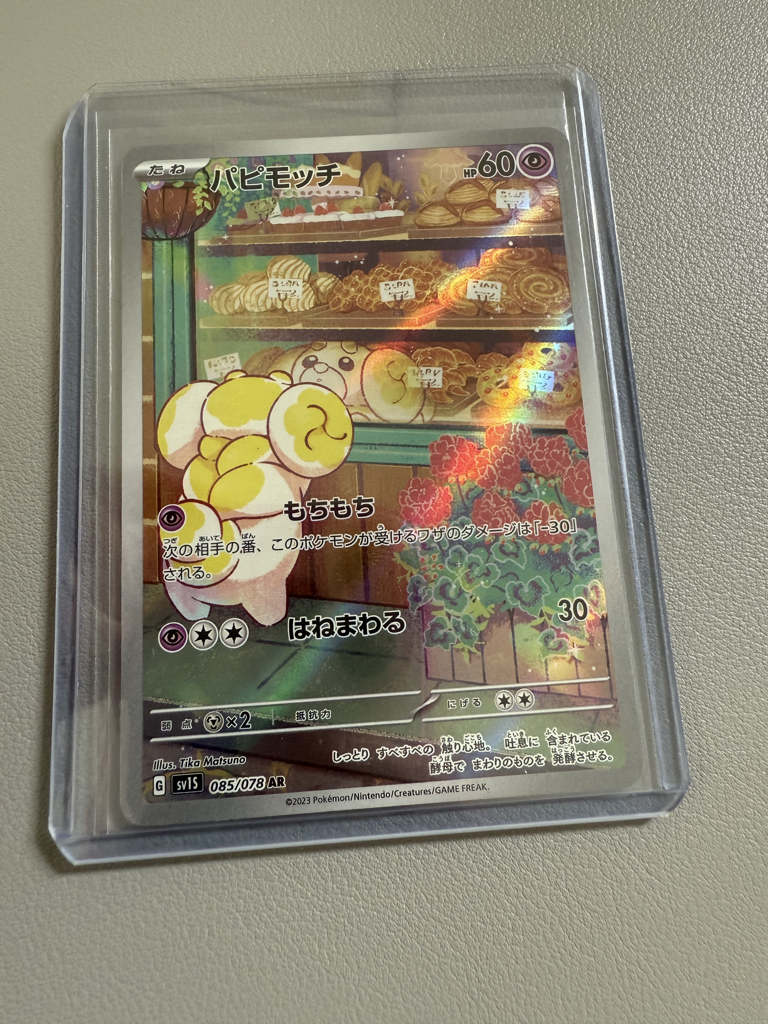 たね パピモッチ HP60
もちもち
次の相手の番、このポケモンが受けるワザのダメージは「-30」
される。
はねまわる 30
弱点 ×2 抵抗力 にげる
Illus. Tika Matsuno
しっとり すべすべの 触り心地。 吐息に 含まれている
酵母で まわりのものを 発酵させる。
G sv1S 085/078 AR
©2023 Pokémon/Nintendo/Creatures/GAME FREAK.